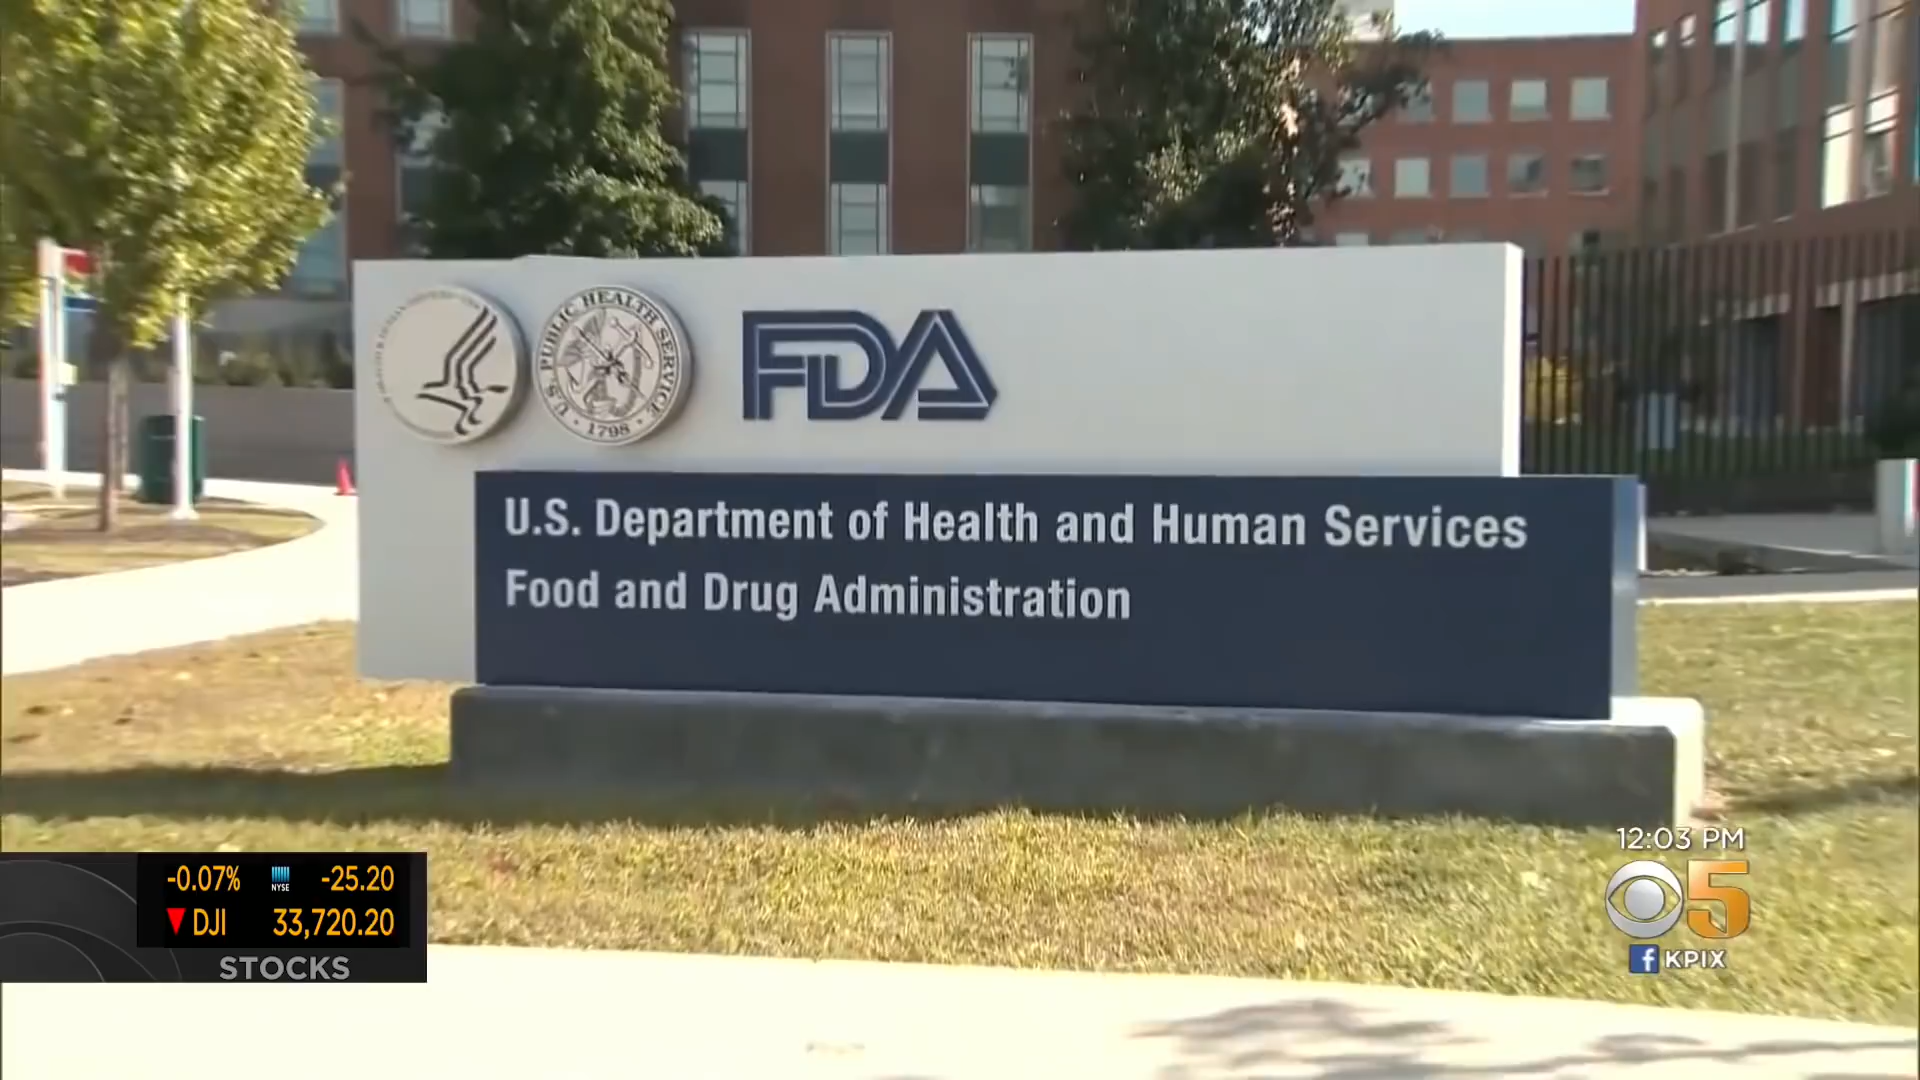 U.S. PUBLIC HEALTH SERVICE
1798
FDA
U.S. Department of Health and Human Services
Food and Drug Administration
12:03 PM
5
f KPIX
-0.07% NYSE -25.20
▼ DJI 33,720.20
STOCKS